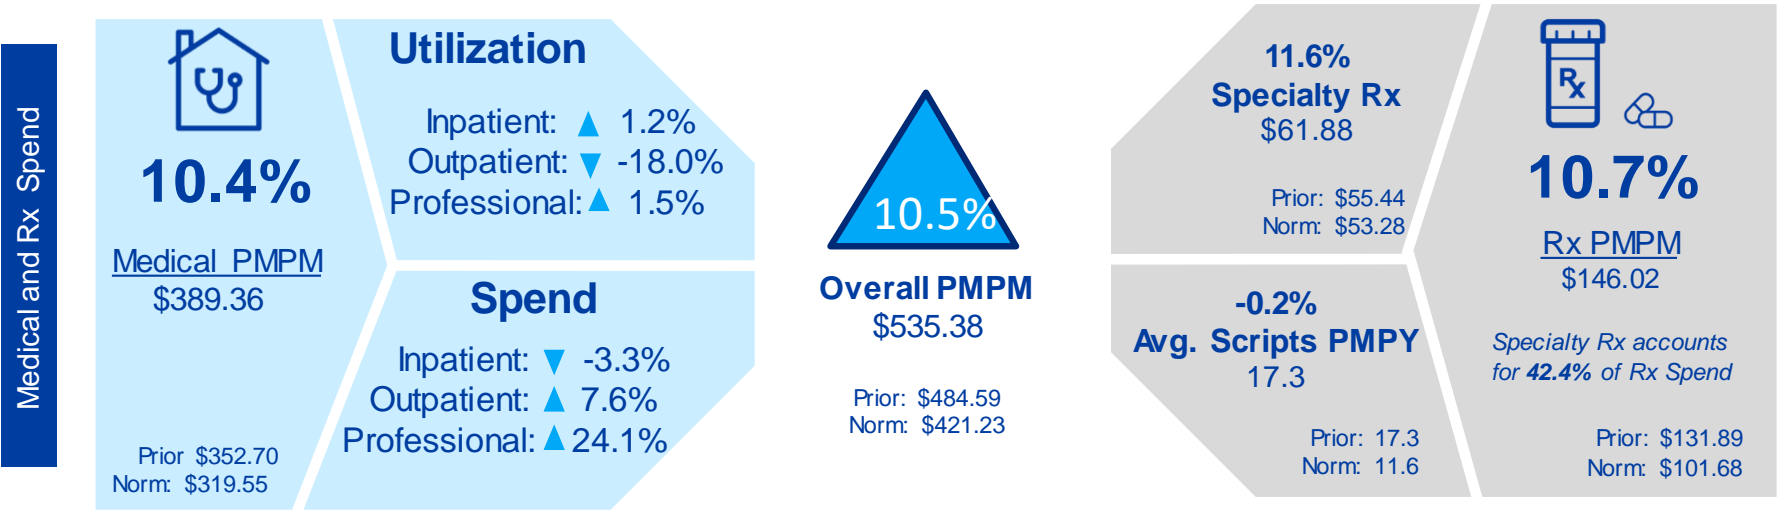 Medical and Rx Spend
10.4%
Medical PMPM
$389.36
Prior $352.70
Norm: $319.55
Utilization
Inpatient: ▲ 1.2%
Outpatient: ▼ -18.0%
Professional: ▲ 1.5%
Spend
Inpatient: ▼ -3.3%
Outpatient: ▲ 7.6%
Professional: ▲ 24.1%
10.5%
Overall PMPM
$535.38
Prior: $484.59
Norm: $421.23
11.6%
Specialty Rx
$61.88
Prior: $55.44
Norm: $53.28
-0.2%
Avg. Scripts PMPY
17.3
Prior: 17.3
Norm: 11.6
Rx
10.7%
Rx PMPM
$146.02
Specialty Rx accounts
for 42.4% of Rx Spend
Prior: $131.89
Norm: $101.68